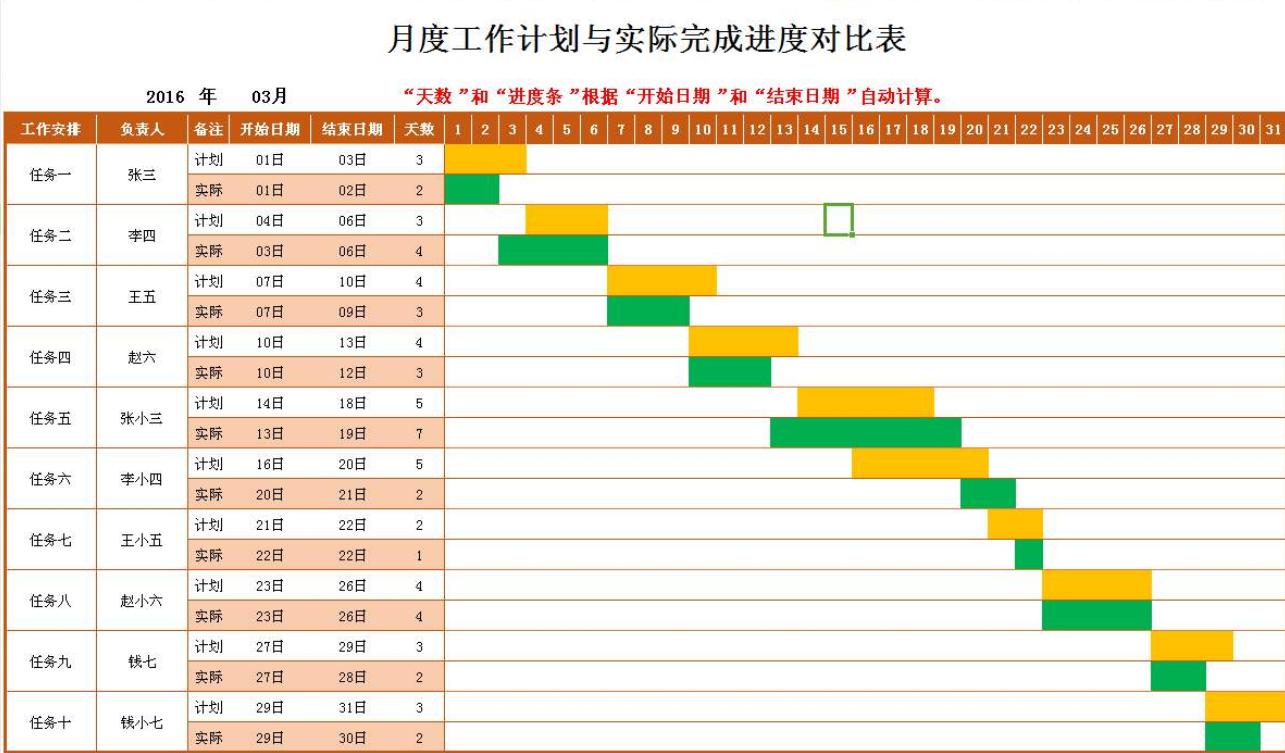 月度工作计划与实际完成进度对比表
2016 年 03月 “天数”和“进度条”根据“开始日期”和“结束日期”自动计算。
工作安排 负责人 备注 开始日期 结束日期 天数 1 2 3 4 5 6 7 8 9 10 11 12 13 14 15 16 17 18 19 20 21 22 23 24 25 26 27 28 29 30 31
任务一 张三 计划 01日 03日 3
实际 01日 02日 2
任务二 李四 计划 04日 06日 3
实际 03日 06日 4
任务三 王五 计划 07日 10日 4
实际 07日 09日 3
任务四 赵六 计划 10日 13日 4
实际 10日 12日 3
任务五 张小三 计划 14日 18日 5
实际 13日 19日 7
任务六 李小四 计划 16日 20日 5
实际 20日 21日 2
任务七 王小五 计划 21日 22日 2
实际 22日 22日 1
任务八 赵小六 计划 23日 26日 4
实际 23日 26日 4
任务九 钱七 计划 27日 29日 3
实际 27日 28日 2
任务十 钱小七 计划 29日 31日 3
实际 29日 30日 2